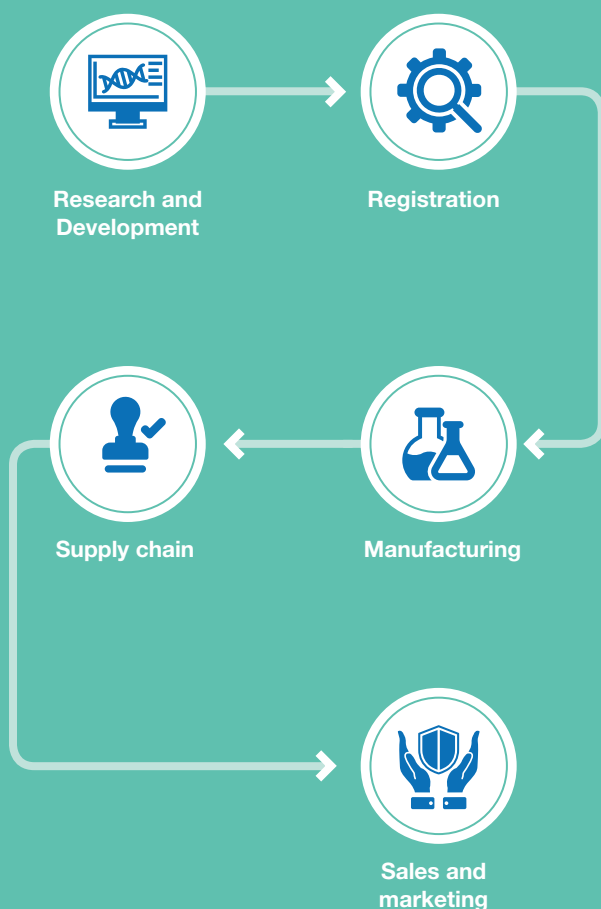 Research and
Development
Registration
Supply chain
Manufacturing
Sales and
marketing